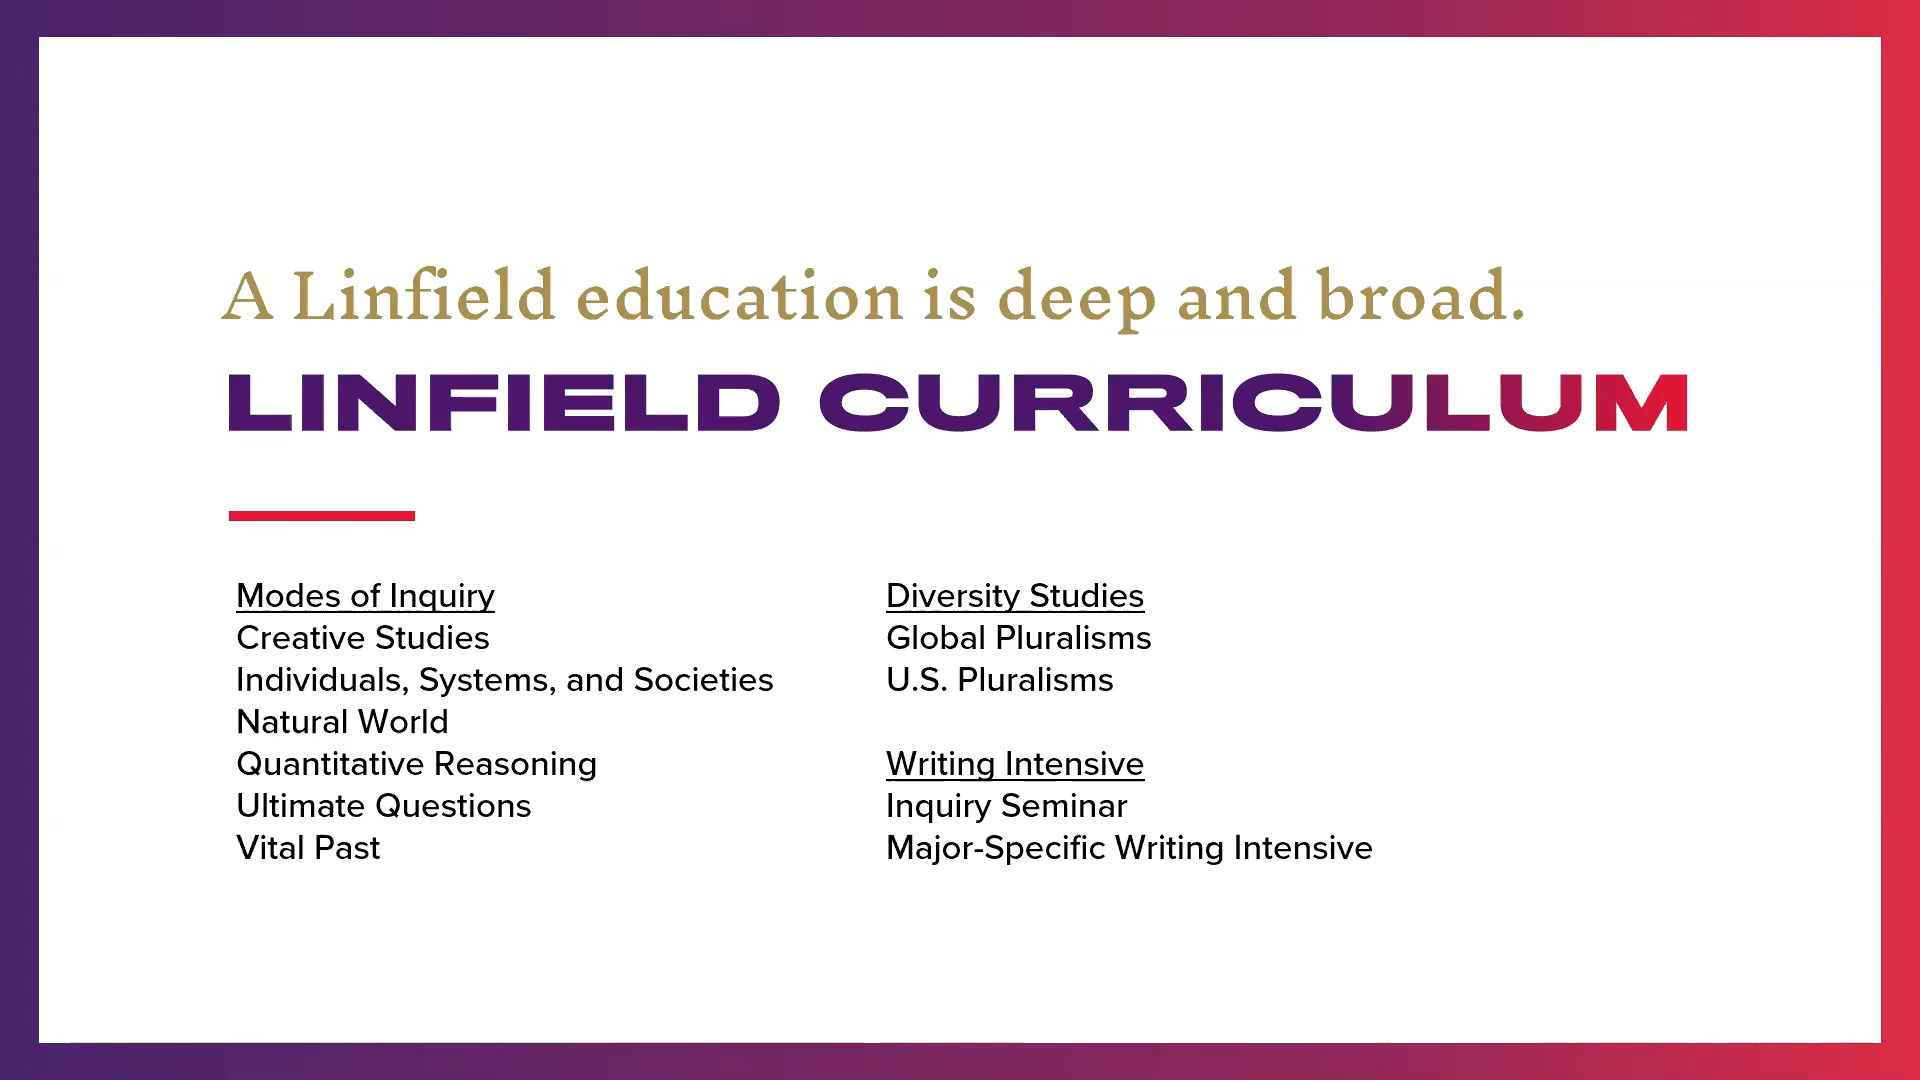 A Linfield education is deep and broad.
LINFIELD CURRICULUM
Modes of Inquiry
Creative Studies
Individuals, Systems, and Societies
Natural World
Quantitative Reasoning
Ultimate Questions
Vital Past
Diversity Studies
Global Pluralisms
U.S. Pluralisms
Writing Intensive
Inquiry Seminar
Major-Specific Writing Intensive